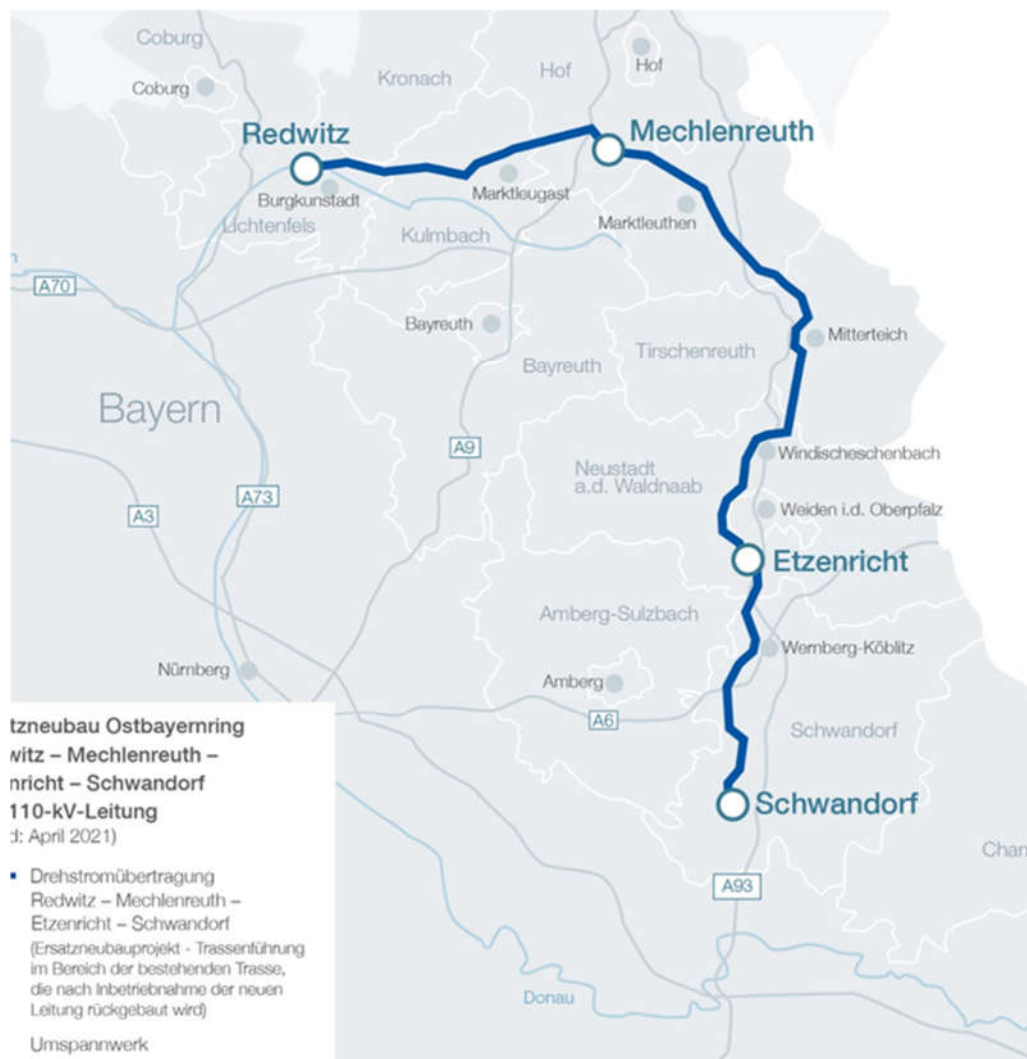 Coburg
Hof
Hof
Kronach
Coburg
Redwitz
Mechlenreuth
Burgkunstadt
Marktleugast
Marktleuthen
Lichtenfels
Kulmbach
A70
Bayreuth
Mitterteich
Tirschenreuth
Bayreuth
Bayern
A9
Windischeschenbach
Neustadt
a.d. Waldnaab
A73
A3
Weiden i.d. Oberpfalz
Etzenricht
Amberg-Sulzbach
Wernberg-Köblitz
Nürnberg
Amberg
A6
Schwandorf
tzneubau Ostbayernring
witz – Mechlenreuth –
nricht – Schwandorf
110-kV-Leitung
d: April 2021)
Schwandorf
Cham
A93
Drehstromübertragung
Redwitz – Mechlenreuth –
Etzenricht – Schwandorf
(Ersatzneubauprojekt - Trassenführung
im Bereich der bestehenden Trasse,
die nach Inbetriebnahme der neuen
Leitung rückgebaut wird)
Donau
Umspannwerk